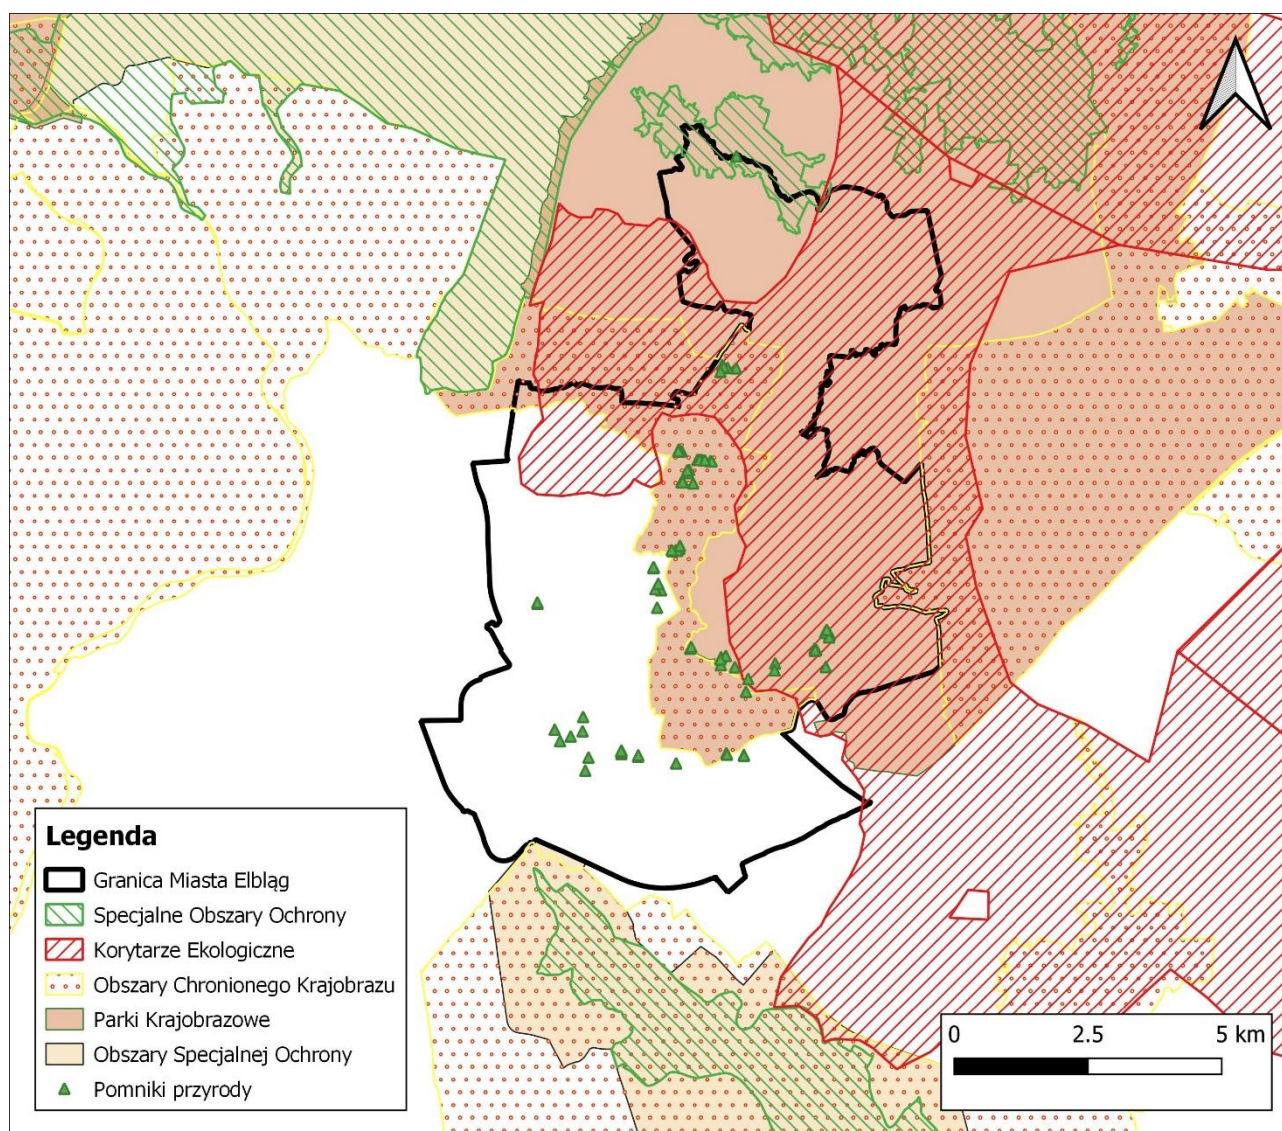 Legenda
Granica Miasta Elbląg
Specjalne Obszary Ochrony
Korytarze Ekologiczne
Obszary Chronionego Krajobrazu
Parki Krajobrazowe
Obszary Specjalnej Ochrony
Pomniki przyrody
0 2.5 5 km